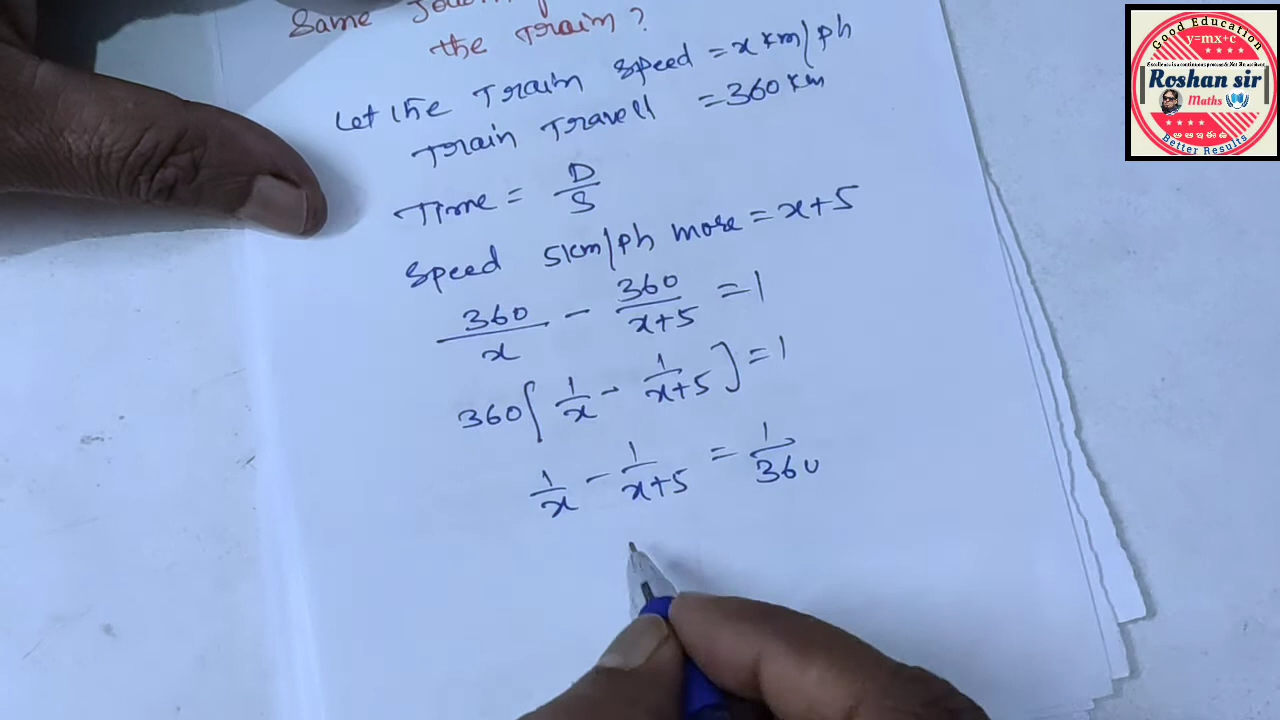 Same Journey
the Train?
Let the Train speed = x km/ph
Train Travell = 360 km
Time = D/S
Speed 5km/ph more = x+5
360/x - 360/x+5 = 1
360[1/x - 1/x+5] = 1
1/x - 1/x+5 = 1/360
Good Education
y=mx+c
Roshan sir
Maths
Better Results